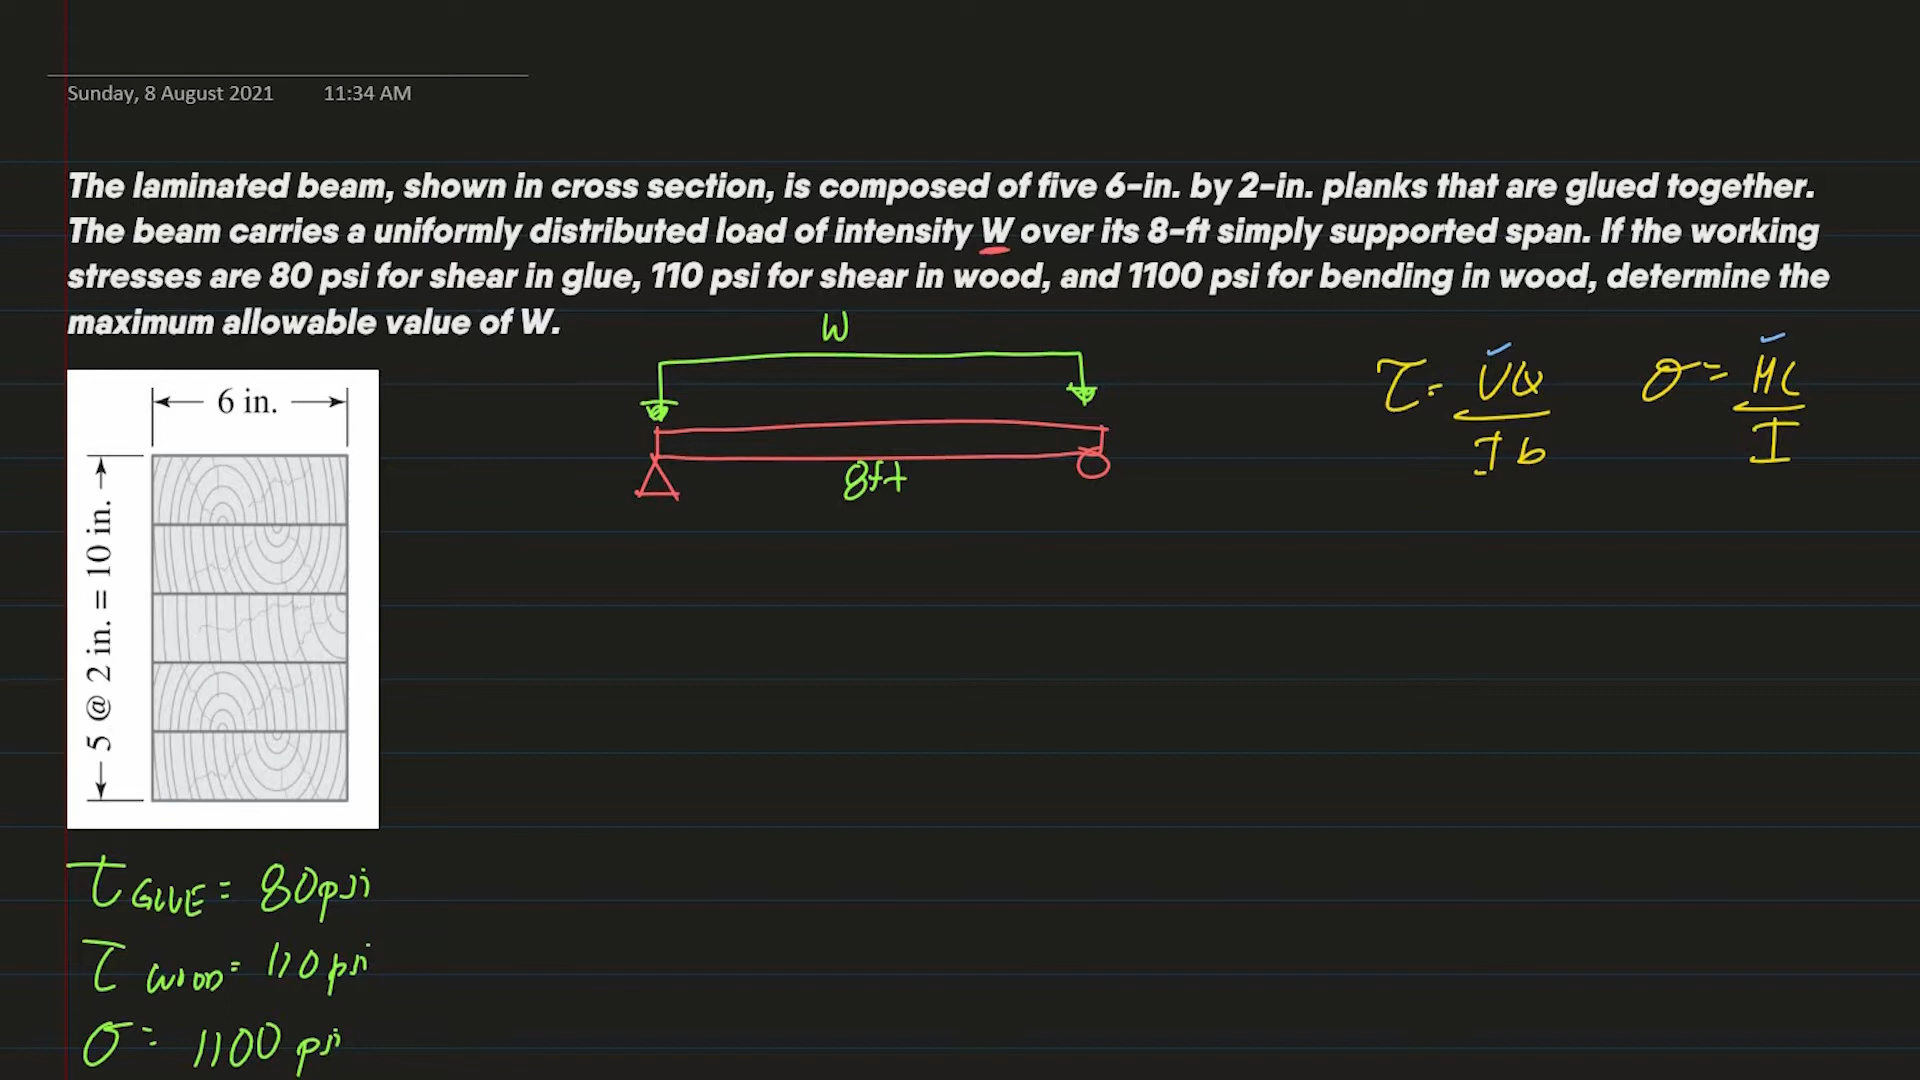 Sunday, 8 August 2021 11:34 AM
The laminated beam, shown in cross section, is composed of five 6-in. by 2-in. planks that are glued together.
The beam carries a uniformly distributed load of intensity W over its 8-ft simply supported span. If the working
stresses are 80 psi for shear in glue, 110 psi for shear in wood, and 1100 psi for bending in wood, determine the
maximum allowable value of W.
W
8ft
τ = VQ
Ib
σ = MC
I
6 in.
5 @ 2 in. = 10 in.
τ GLUE = 80psi
τ WOOD = 110psi
σ = 1100 psi